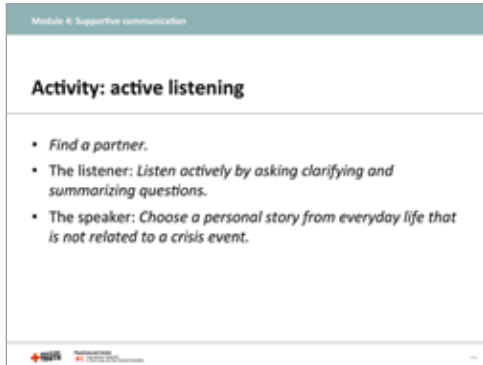 Module 4: Supportive communication
Activity: active listening
• Find a partner.
• The listener: Listen actively by asking clarifying and
summarizing questions.
• The speaker: Choose a personal story from everyday life that
is not related to a crisis event.